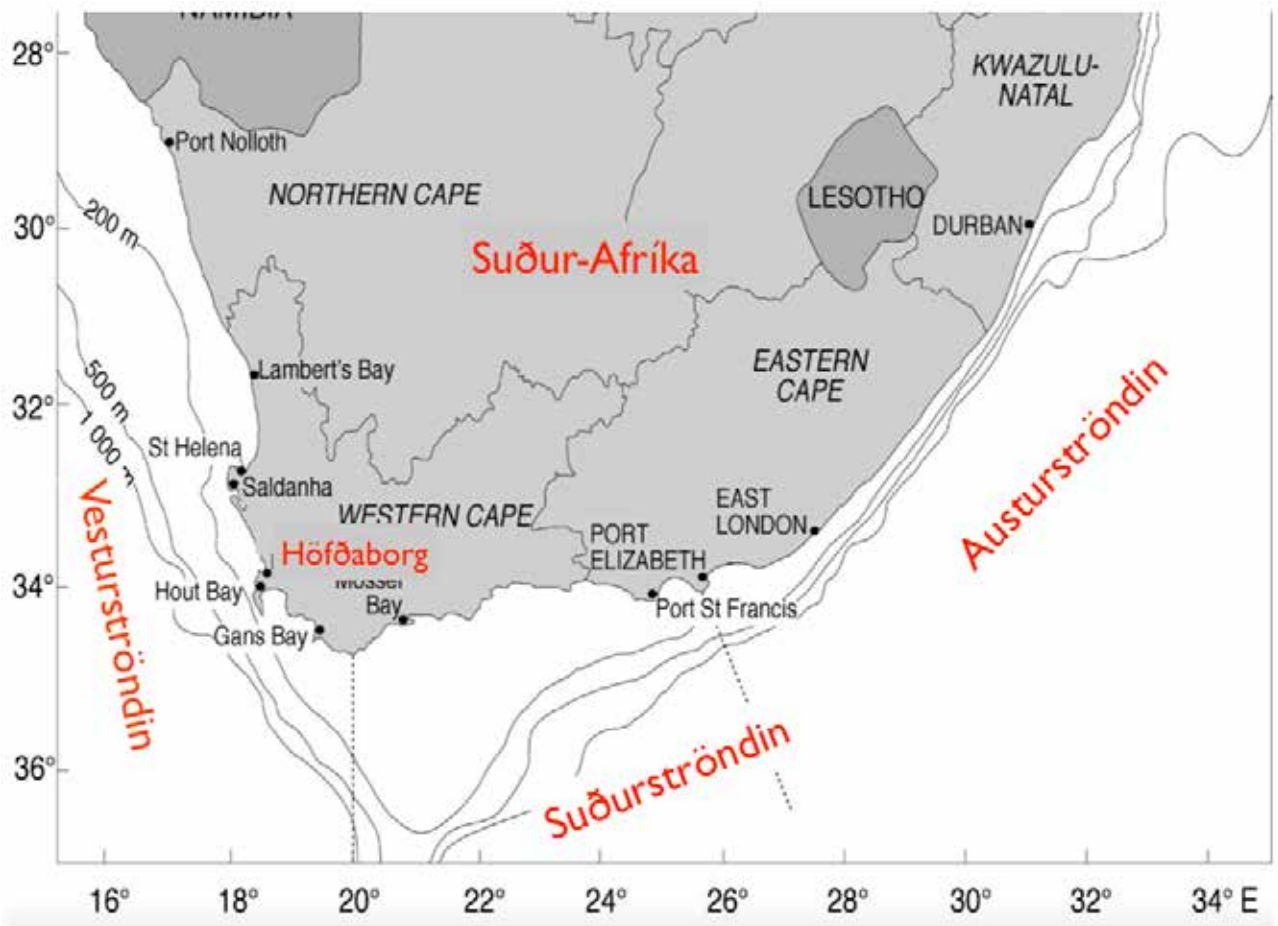 NAMIBIA
28°
KWAZULU-
NATAL
Port Nolloth
NORTHERN CAPE
LESOTHO
200 m
30°
DURBAN
Suður-Afríka
EASTERN
CAPE
Lambert's Bay
500 m
32°
1 000 m
St Helena
Saldanha
Vesturströndin
Austurströndin
WESTERN CAPE
EAST
LONDON
PORT
ELIZABETH
Höfðaborg
34°
Hout Bay
Mossel
Bay
Port St Francis
Gans Bay
36°
Suðurströndin
16°
18°
20°
22°
24°
26°
28°
30°
32°
34° E